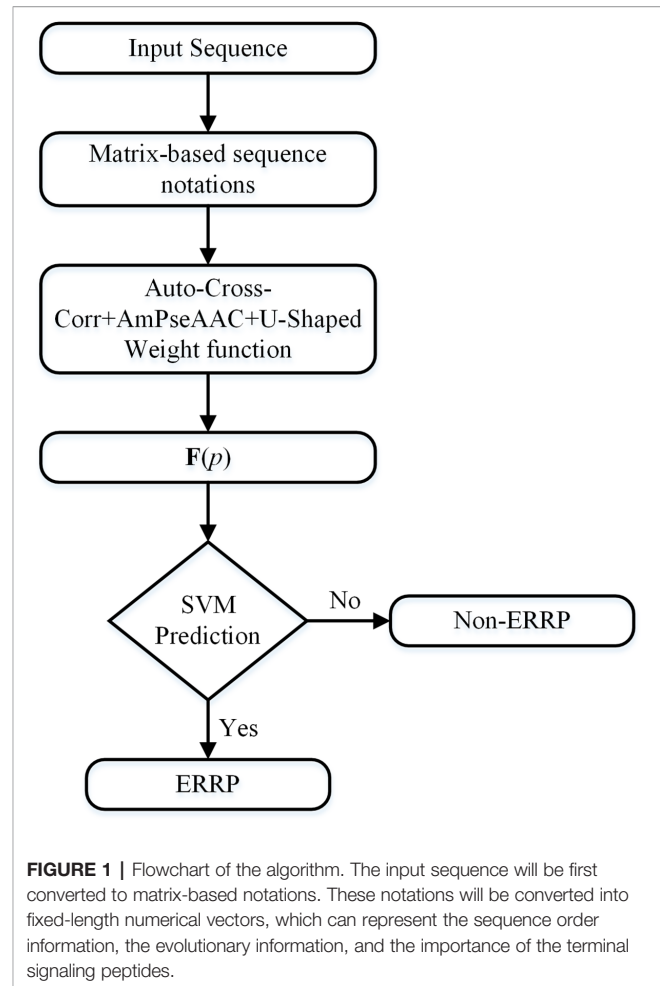 Input Sequence
Matrix-based sequence
notations
Auto-Cross-
Corr+AmPseAAC+U-Shaped
Weight function
F(p)
SVM
Prediction
No
Non-ERRP
Yes
ERRP
FIGURE 1 | Flowchart of the algorithm. The input sequence will be first
converted to matrix-based notations. These notations will be converted into
fixed-length numerical vectors, which can represent the sequence order
information, the evolutionary information, and the importance of the terminal
signaling peptides.